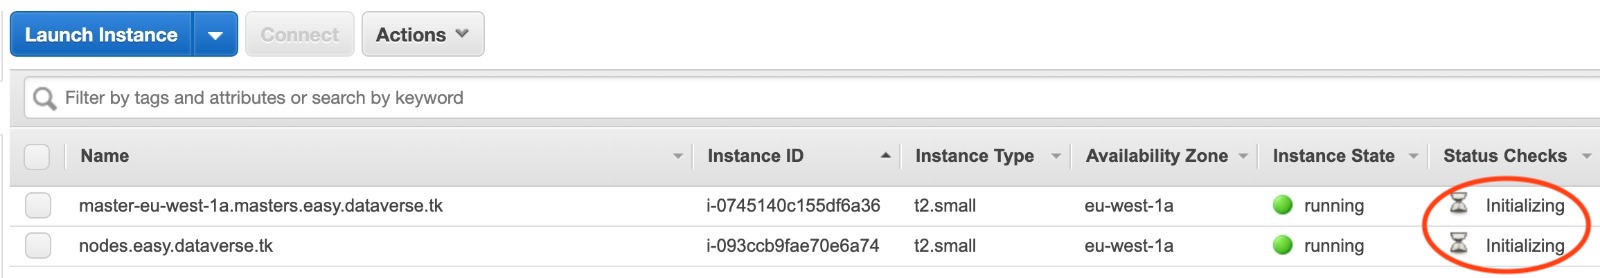 Launch Instance Connect Actions
Filter by tags and attributes or search by keyword
Name Instance ID Instance Type Availability Zone Instance State Status Checks
master-eu-west-1a.masters.easy.dataverse.tk i-0745140c155df6a36 t2.small eu-west-1a running Initializing
nodes.easy.dataverse.tk i-093ccb9fae70e6a74 t2.small eu-west-1a running Initializing